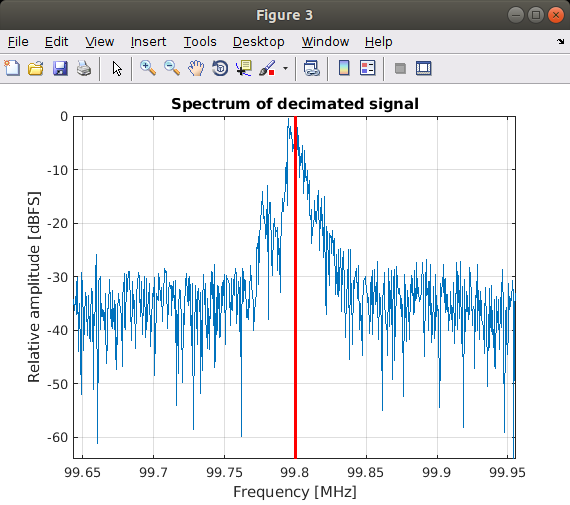 Figure 3
File Edit View Insert Tools Desktop Window Help
Spectrum of decimated signal
Relative amplitude [dBFS]
0
-10
-20
-30
-40
-50
-60
99.65 99.7 99.75 99.8 99.85 99.9 99.95
Frequency [MHz]